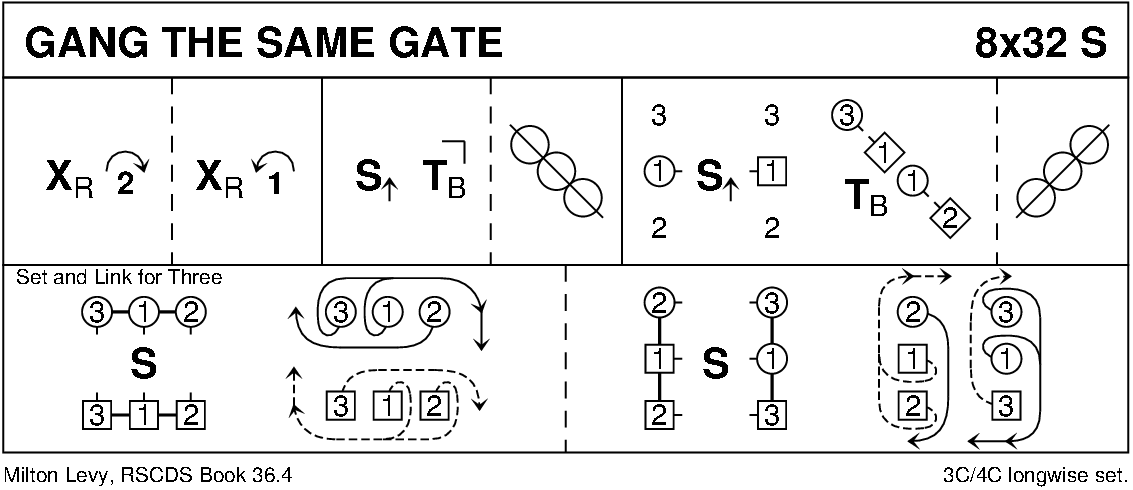 GANG THE SAME GATE 8x32 S
XR 2 XR 1 S TB 3 3 1 S 1 2 2 3 1 1 2 TB
Set and Link for Three
3 1 2 3 1 2 2 3 2 3
S 1 S 1 1 1
3 1 2 3 1 2 2 3 2 3
Milton Levy, RSCDS Book 36.4 3C/4C longwise set.